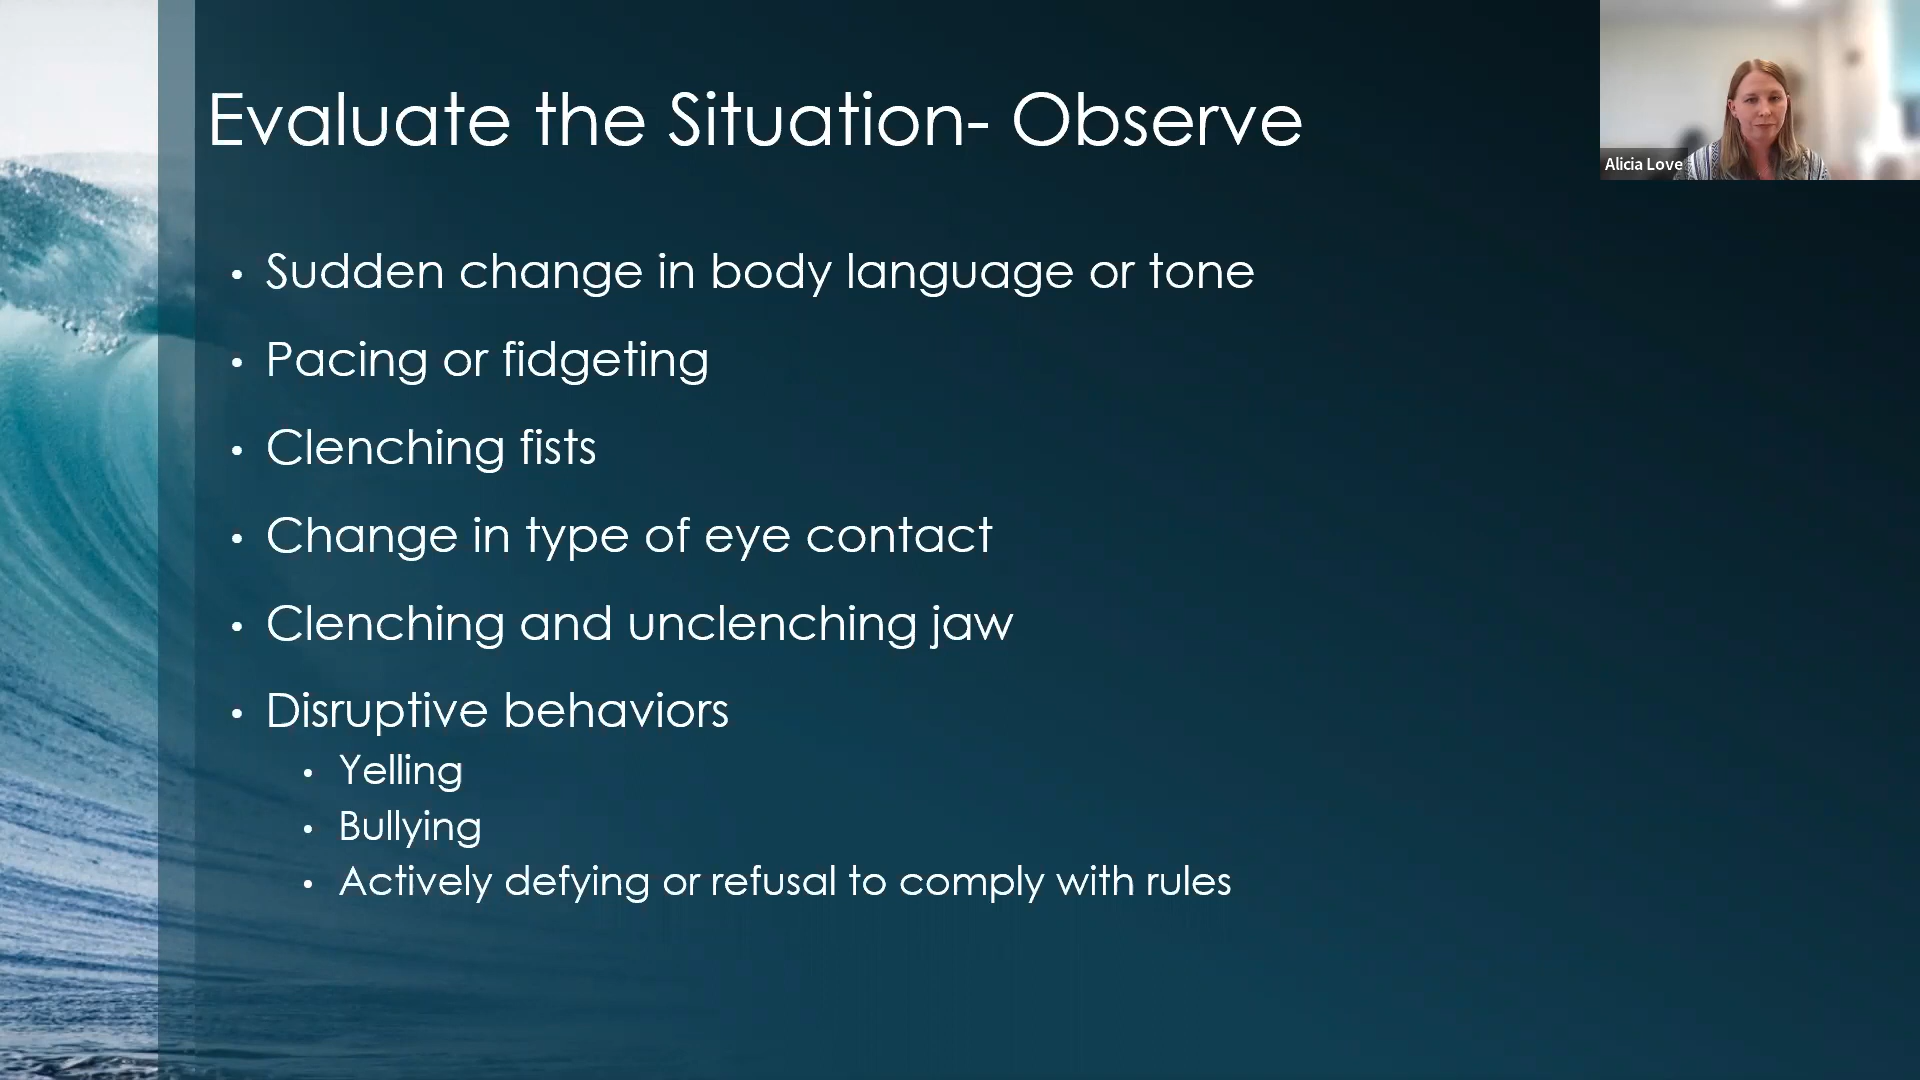 Evaluate the Situation- Observe
Alicia Love
• Sudden change in body language or tone
• Pacing or fidgeting
• Clenching fists
• Change in type of eye contact
• Clenching and unclenching jaw
• Disruptive behaviors
• Yelling
• Bullying
• Actively defying or refusal to comply with rules